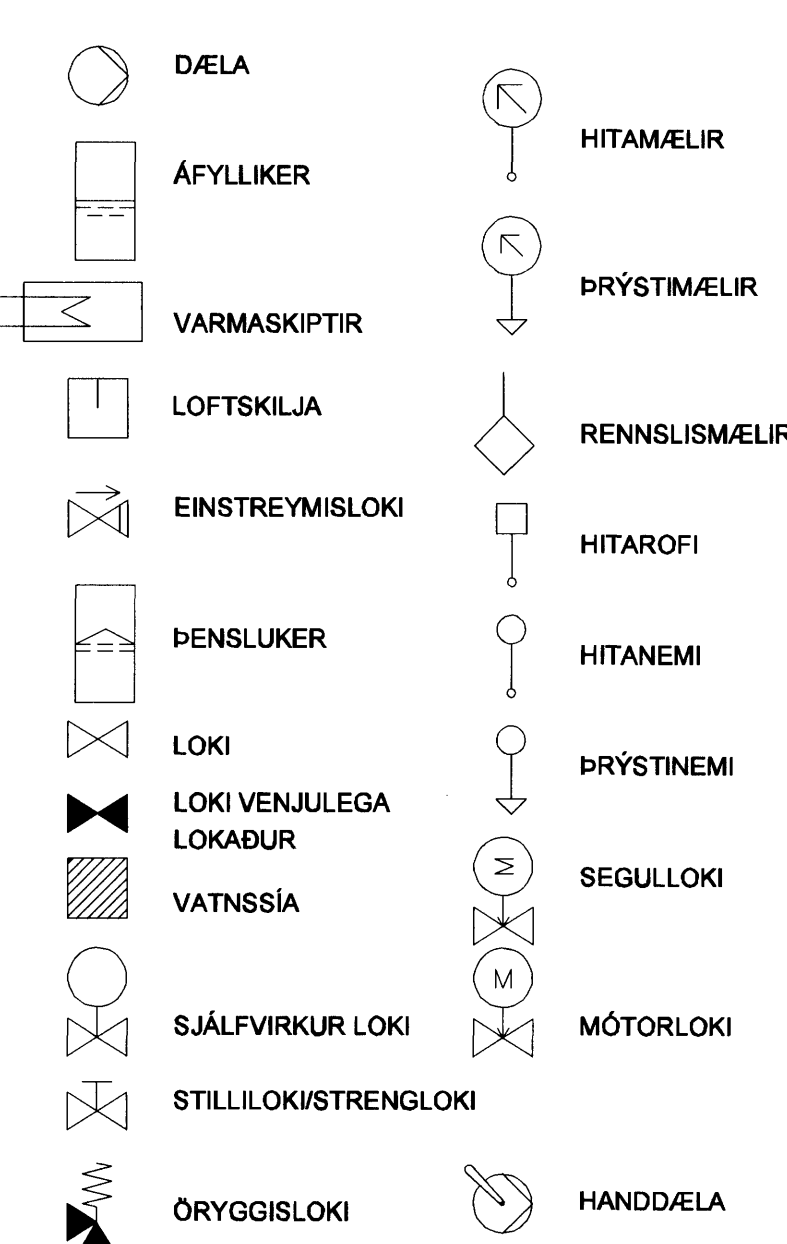 DÆLA
ÁFYLLIKER
VARMASKIPTIR
LOFTSKILJA
EINSTREYMISLOKI
ÞENSLUKER
LOKI
LOKI VENJULEGA
LOKAÐUR
VATNSSÍA
SJÁLFVIRKUR LOKI
STILLILOKI/STRENGLOKI
ÖRYGGISLOKI
HITAMÆLIR
ÞRÝSTIMÆLIR
RENNSLISMÆLIR
HITAROFI
HITANEMI
ÞRÝSTINEMI
Σ
SEGULLOKI
M
MÓTORLOKI
HANDDÆLA